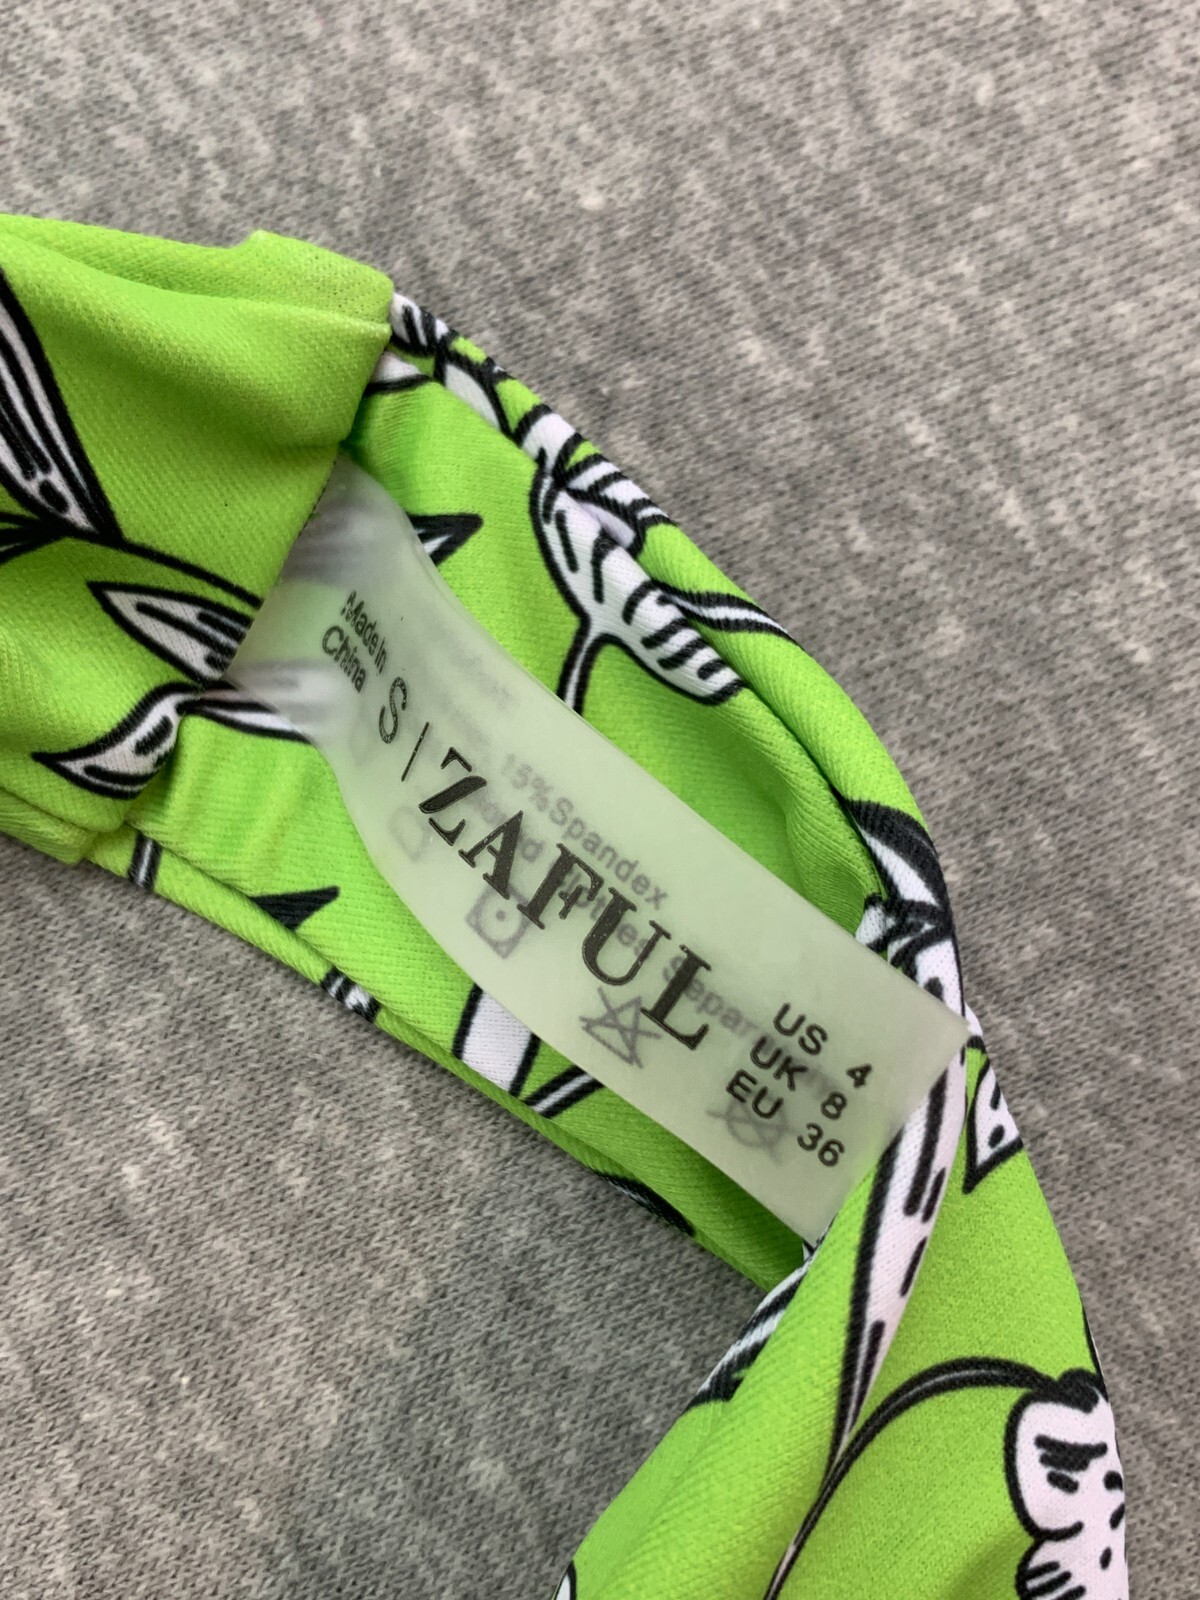 Made in
China
S | ZAFUL
US 4
UK 8
EU 36
15%Spandex